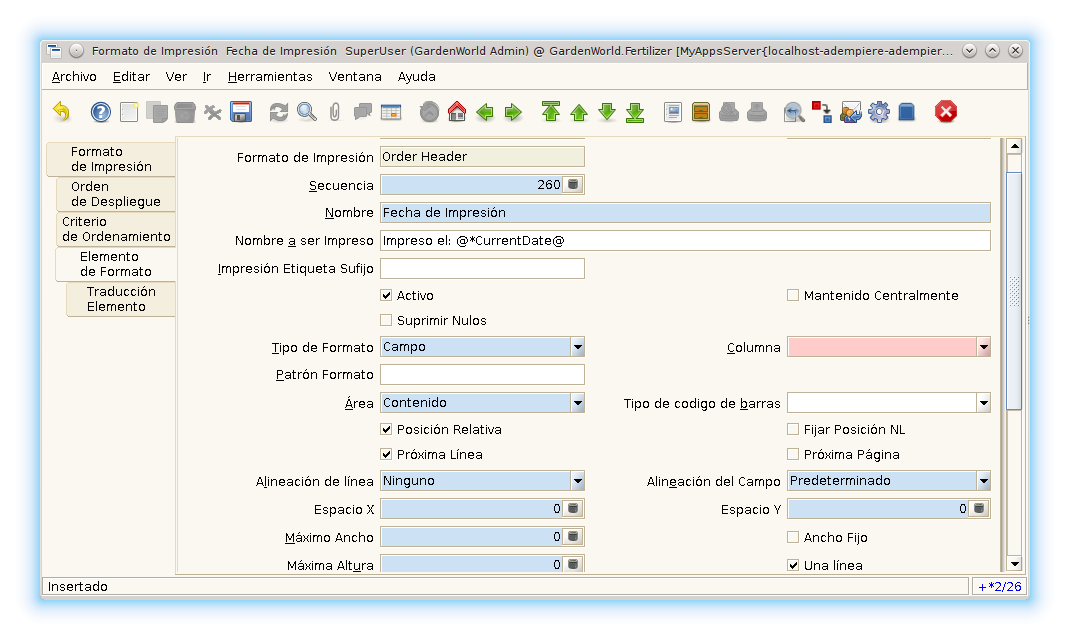 Formato de Impresión  Fecha de Impresión  SuperUser (GardenWorld Admin) @ GardenWorld.Fertilizer [MyAppsServer{localhost-adempiere-adempier...
Archivo Editar Ver Ir Herramientas Ventana Ayuda
Formato
de Impresión
Orden
de Despliegue
Criterio
de Ordenamiento
Elemento
de Formato
Traducción
Elemento
Formato de Impresión Order Header
Secuencia 260
Nombre Fecha de Impresión
Nombre a ser Impreso Impreso el: @*CurrentDate@
Impresión Etiqueta Sufijo
Activo Mantenido Centralmente
Suprimir Nulos
Tipo de Formato Campo Columna
Patrón Formato
Área Contenido Tipo de codigo de barras
Posición Relativa Fijar Posición NL
Próxima Línea Próxima Página
Alineación de línea Ninguno Alineación del Campo Predeterminado
Espacio X 0 Espacio Y 0
Máximo Ancho 0 Ancho Fijo
Máxima Altura 0 Una línea
Insertado +*2/26